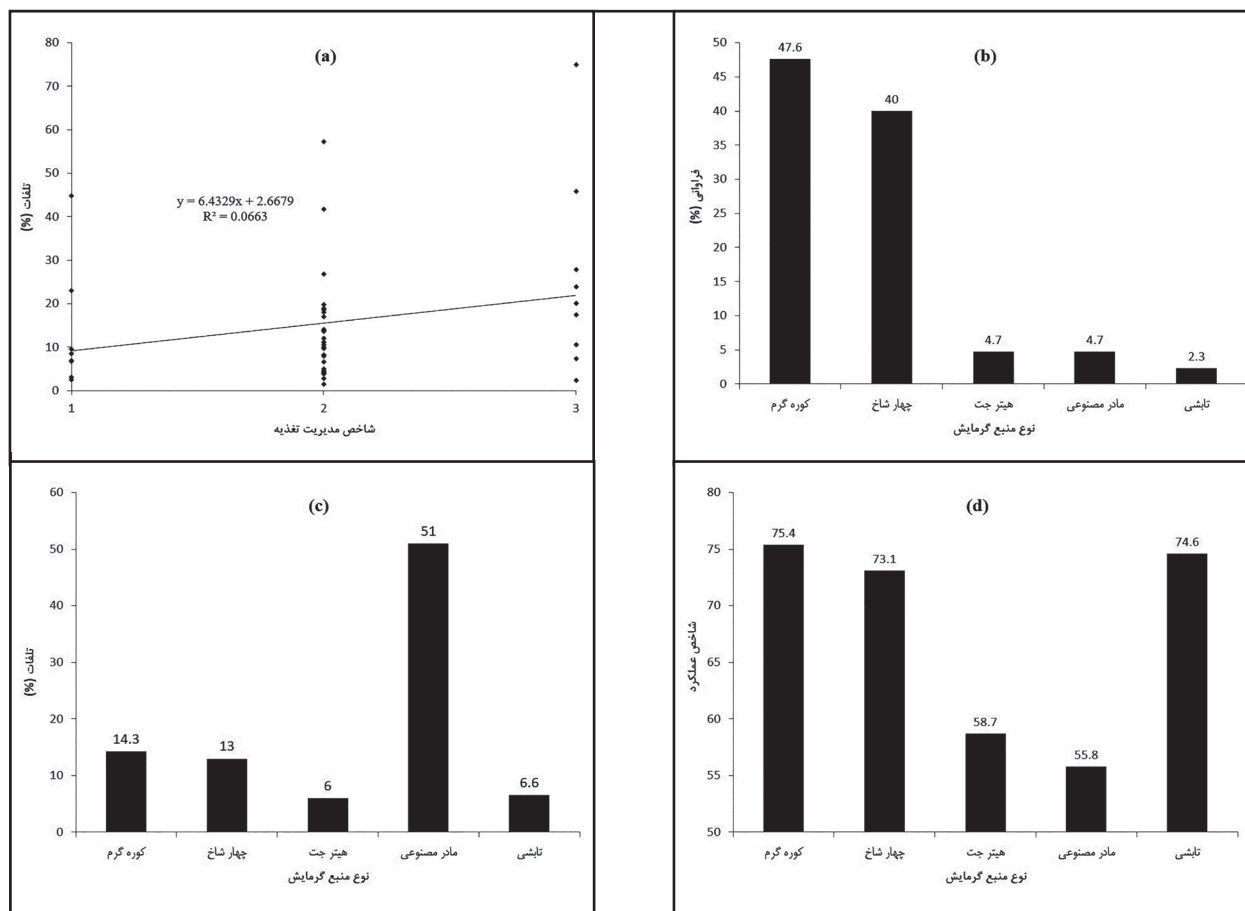 (a)
80
70
60
50
40
30
20
10
0
تلفات (%)
y = 6.4329x + 2.6679
R² = 0.0663
1 2 3
شاخص مدیریت تغذیه
(b)
50
45
40
35
30
25
20
15
10
5
0
فراوانی (%)
47.6
40
4.7
4.7
2.3
کوره گرم چهار شاخ هیتر جت مادر مصنوعی تابشی
نوع منبع گرمایش
(c)
60
50
40
30
20
10
0
تلفات (%)
14.3
13
6
51
6.6
کوره گرم چهار شاخ هیتر جت مادر مصنوعی تابشی
نوع منبع گرمایش
(d)
80
75
70
65
60
55
50
شاخص عملکرد
75.4
73.1
58.7
55.8
74.6
کوره گرم چهار شاخ هیتر جت مادر مصنوعی تابشی
نوع منبع گرمایش